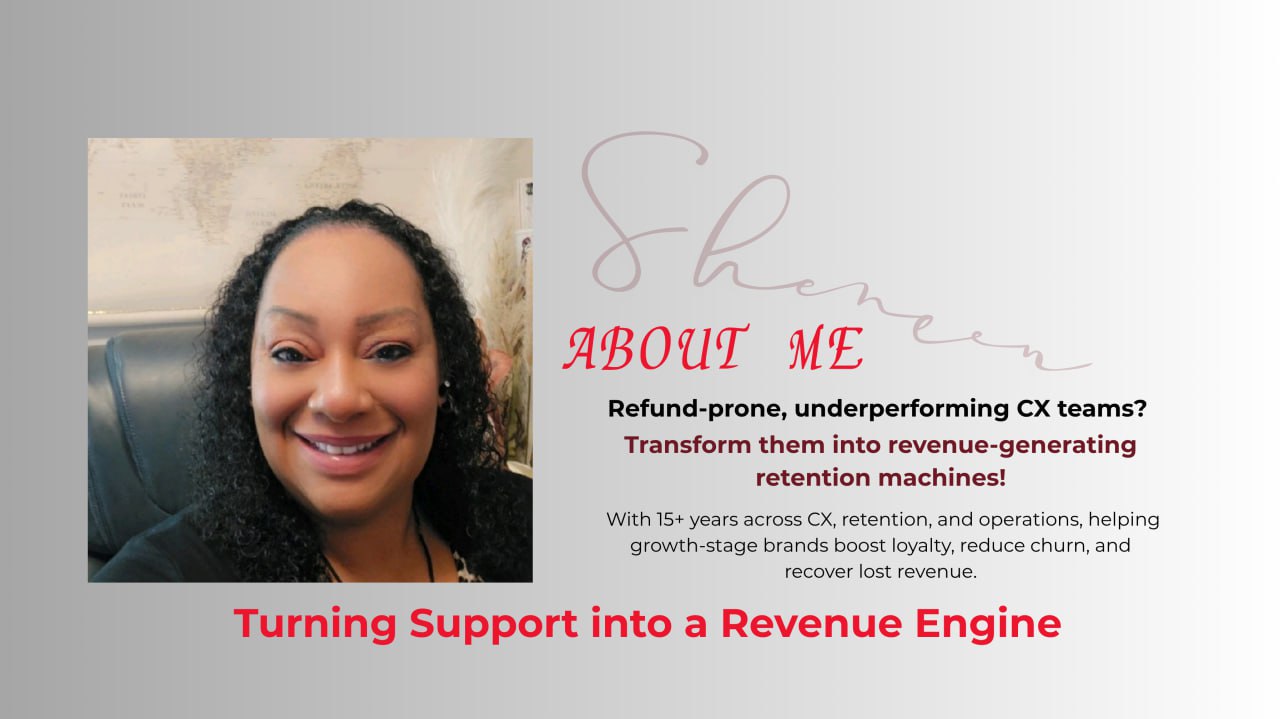 Sheneen
ABOUT ME
Refund-prone, underperforming CX teams?
Transform them into revenue-generating
retention machines!
With 15+ years across CX, retention, and operations, helping
growth-stage brands boost loyalty, reduce churn, and
recover lost revenue.
Turning Support into a Revenue Engine